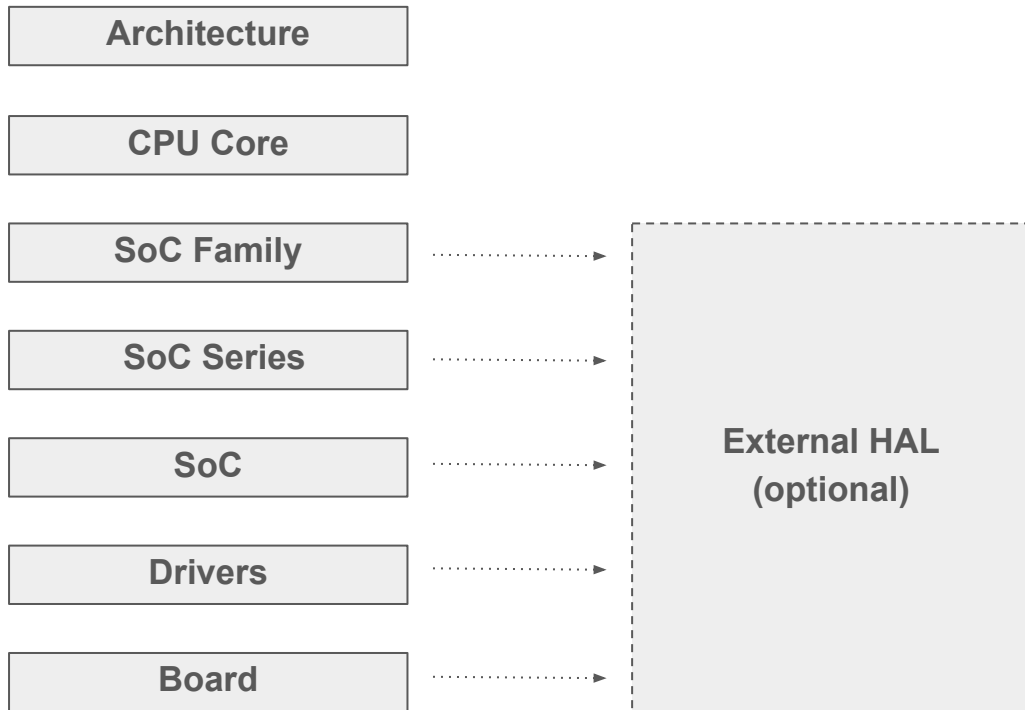 Architecture
CPU Core
SoC Family
SoC Series
SoC
Drivers
Board
External HAL
(optional)